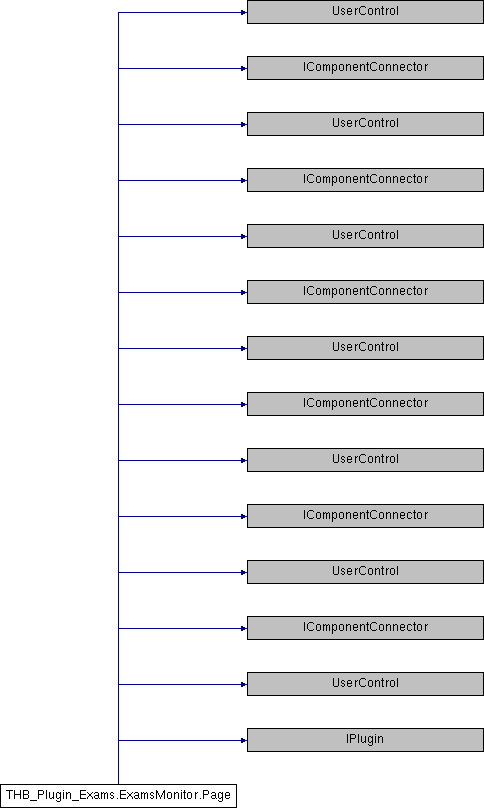 UserControl
IComponentConnector
UserControl
IComponentConnector
UserControl
IComponentConnector
UserControl
IComponentConnector
UserControl
IComponentConnector
UserControl
IComponentConnector
UserControl
IPlugin
THB_Plugin_Exams.ExamsMonitor.Page